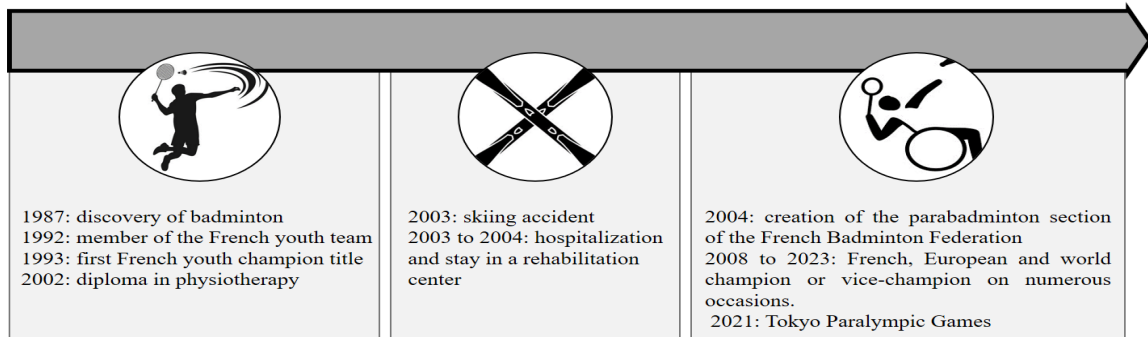 1987: discovery of badminton
1992: member of the French youth team
1993: first French youth champion title
2002: diploma in physiotherapy
2003: skiing accident
2003 to 2004: hospitalization
and stay in a rehabilitation
center
2004: creation of the parabadminton section
of the French Badminton Federation
2008 to 2023: French, European and world
champion or vice-champion on numerous
occasions.
2021: Tokyo Paralympic Games